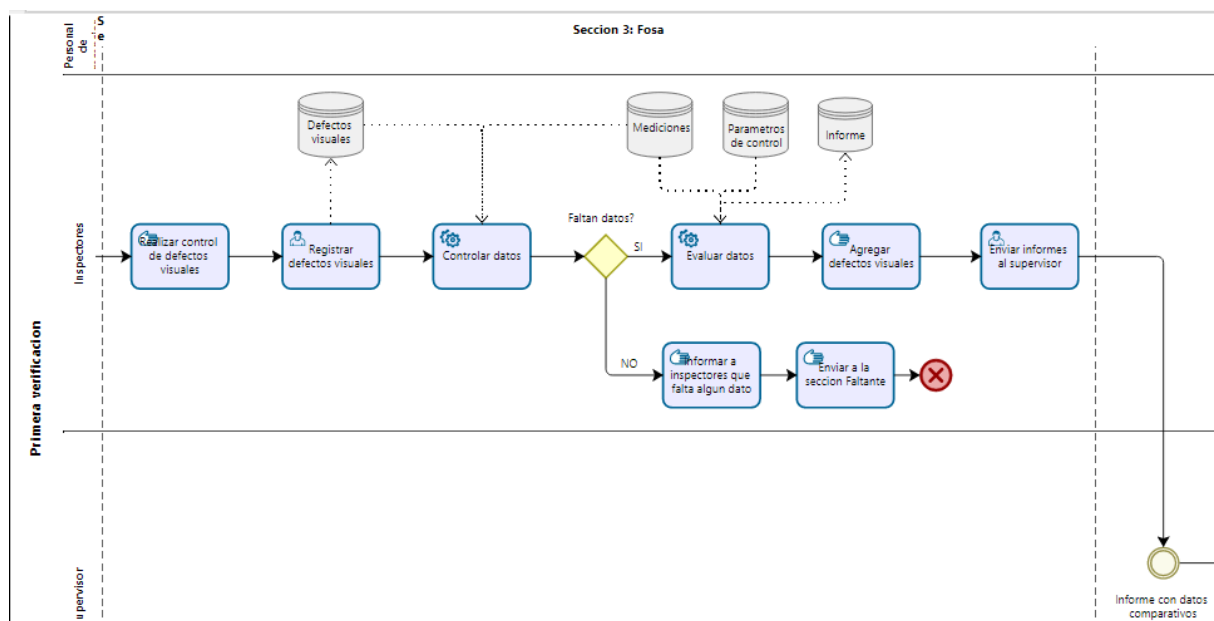 Seccion 3: Fosa
Personal
de
Se
Primera verificacion
Inspectores
Defectos
visuales
Mediciones
Parametros
de control
Informe
Realizar control
de defectos
visuales
Registrar
defectos visuales
Controlar datos
Faltan datos?
SI
Evaluar datos
Agregar
defectos visuales
Enviar informes
al supervisor
NO
Informar a
inspectores que
falta algun dato
Enviar a la
seccion Faltante
upervisor
Informe con datos
comparativos